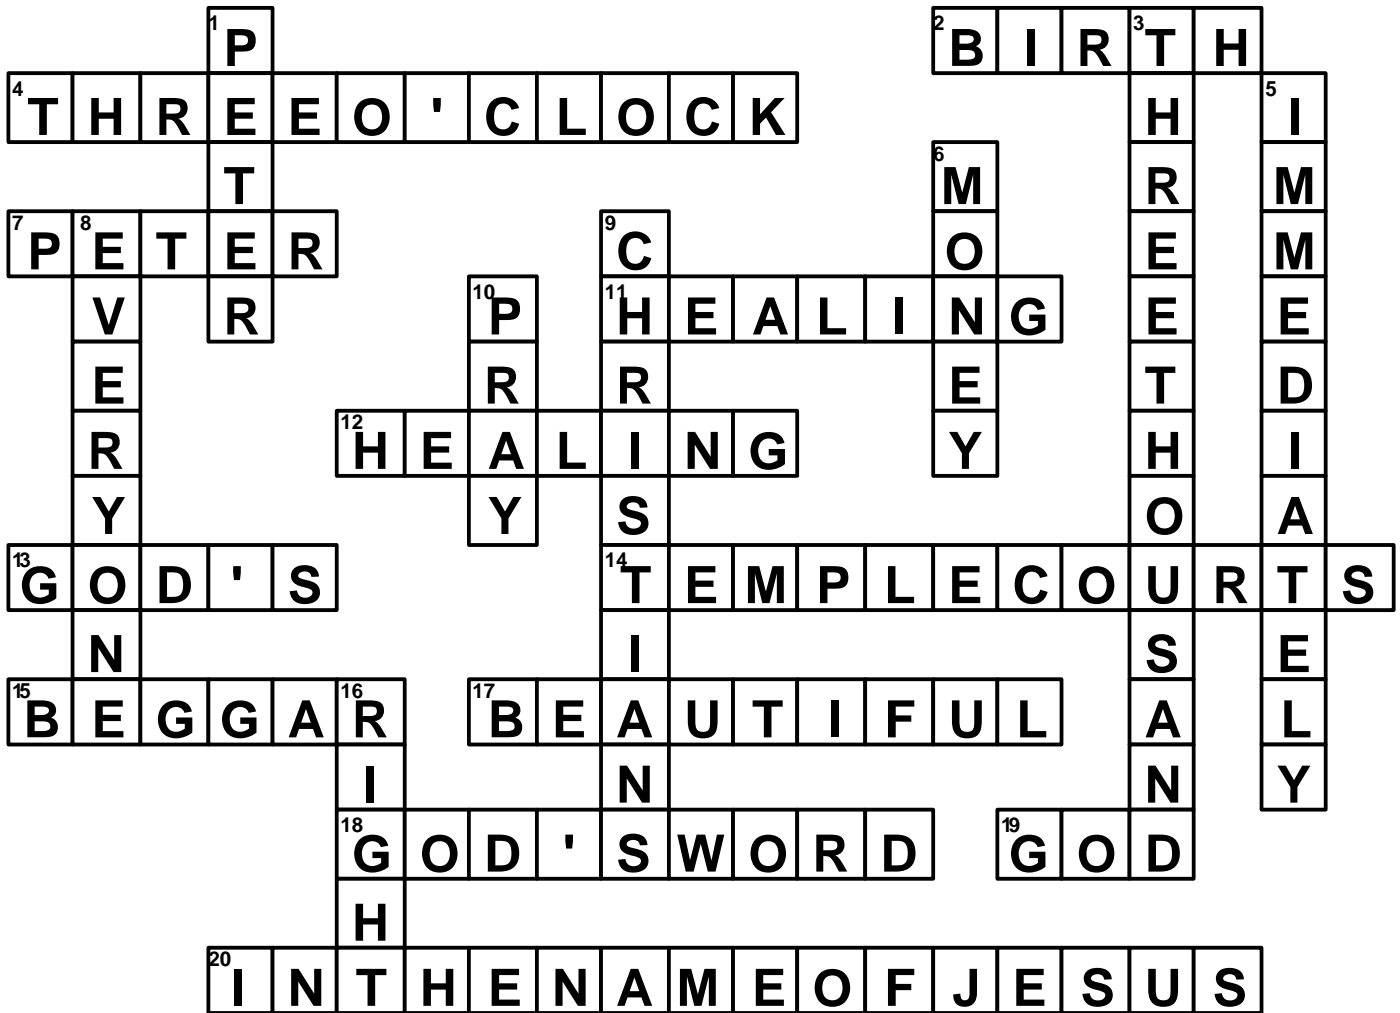 1 P 2 B I R 3 T H
4 T H R E E O ' C L O C K H 5 I
T 6 M R M
7 P 8 E T E R 9 C O E M
V R 10 P 11 H E A L I N G E E
E R R E T D
R 12 H E A L I N G Y H I
Y Y S O A
13 G O D ' S 14 T E M P L E C O U R T S
N I S E
15 B E G G A 16 R 17 B E A U T I F U L A L
I N N Y
18 G O D ' S W O R D 19 G O D
H
20 I N T H E N A M E O F J E S U S